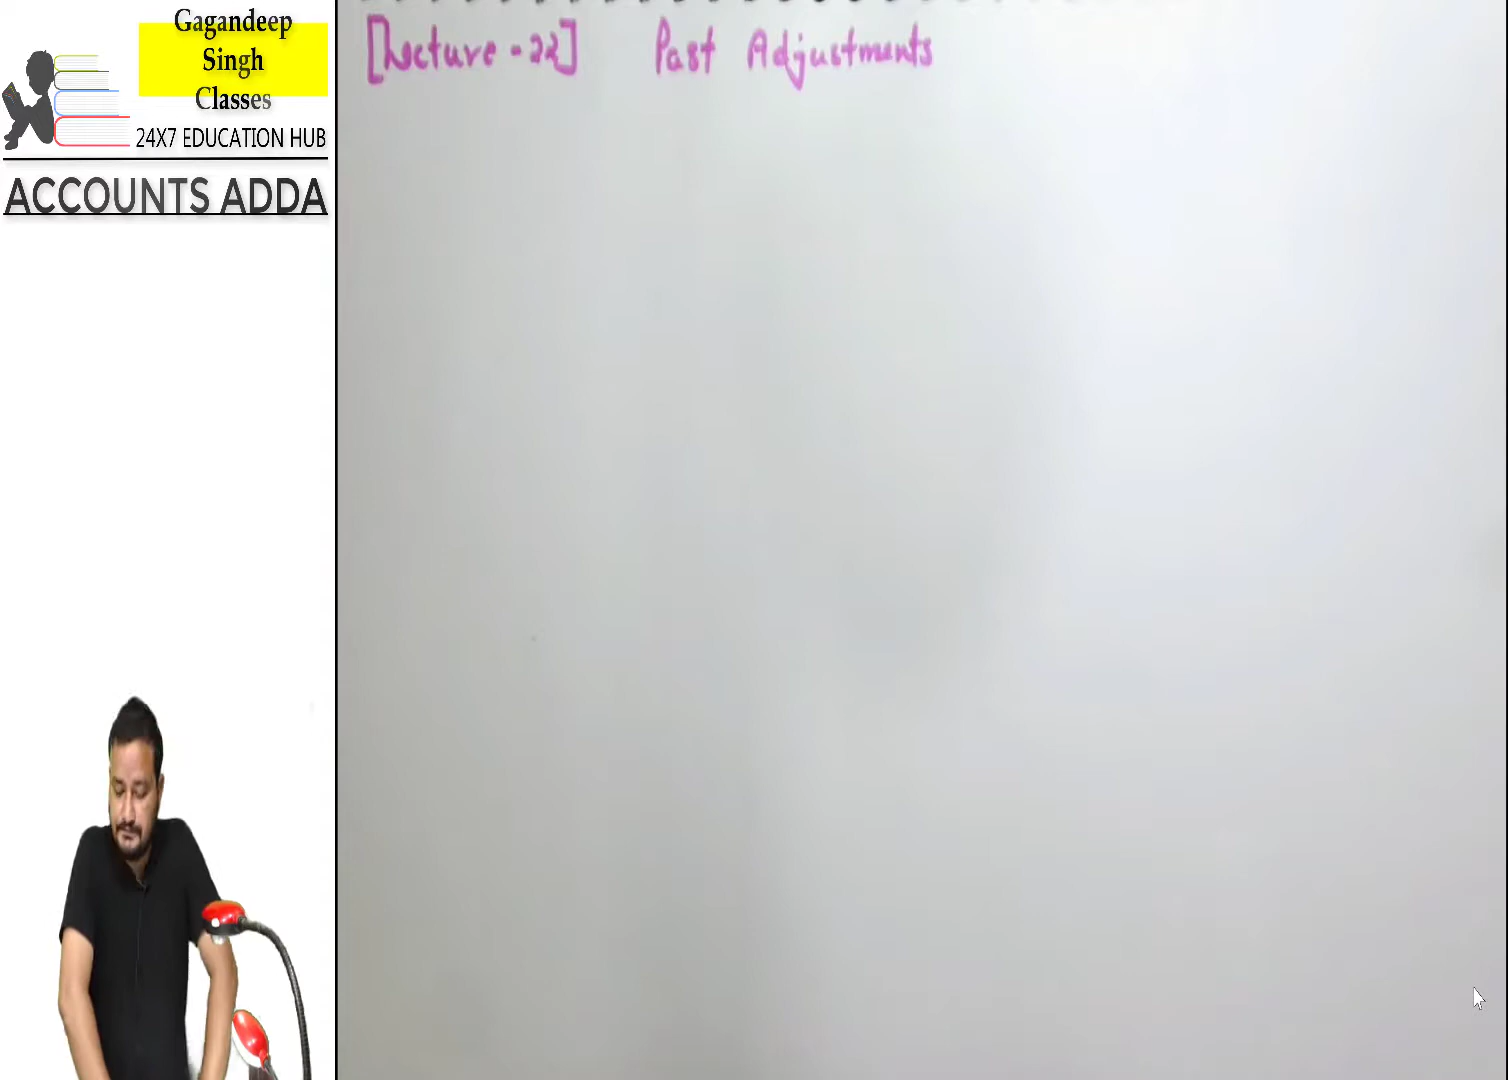 Gagandeep
Singh
Classes
24X7 EDUCATION HUB
ACCOUNTS ADDA
[Lecture - 22] Past Adjustments